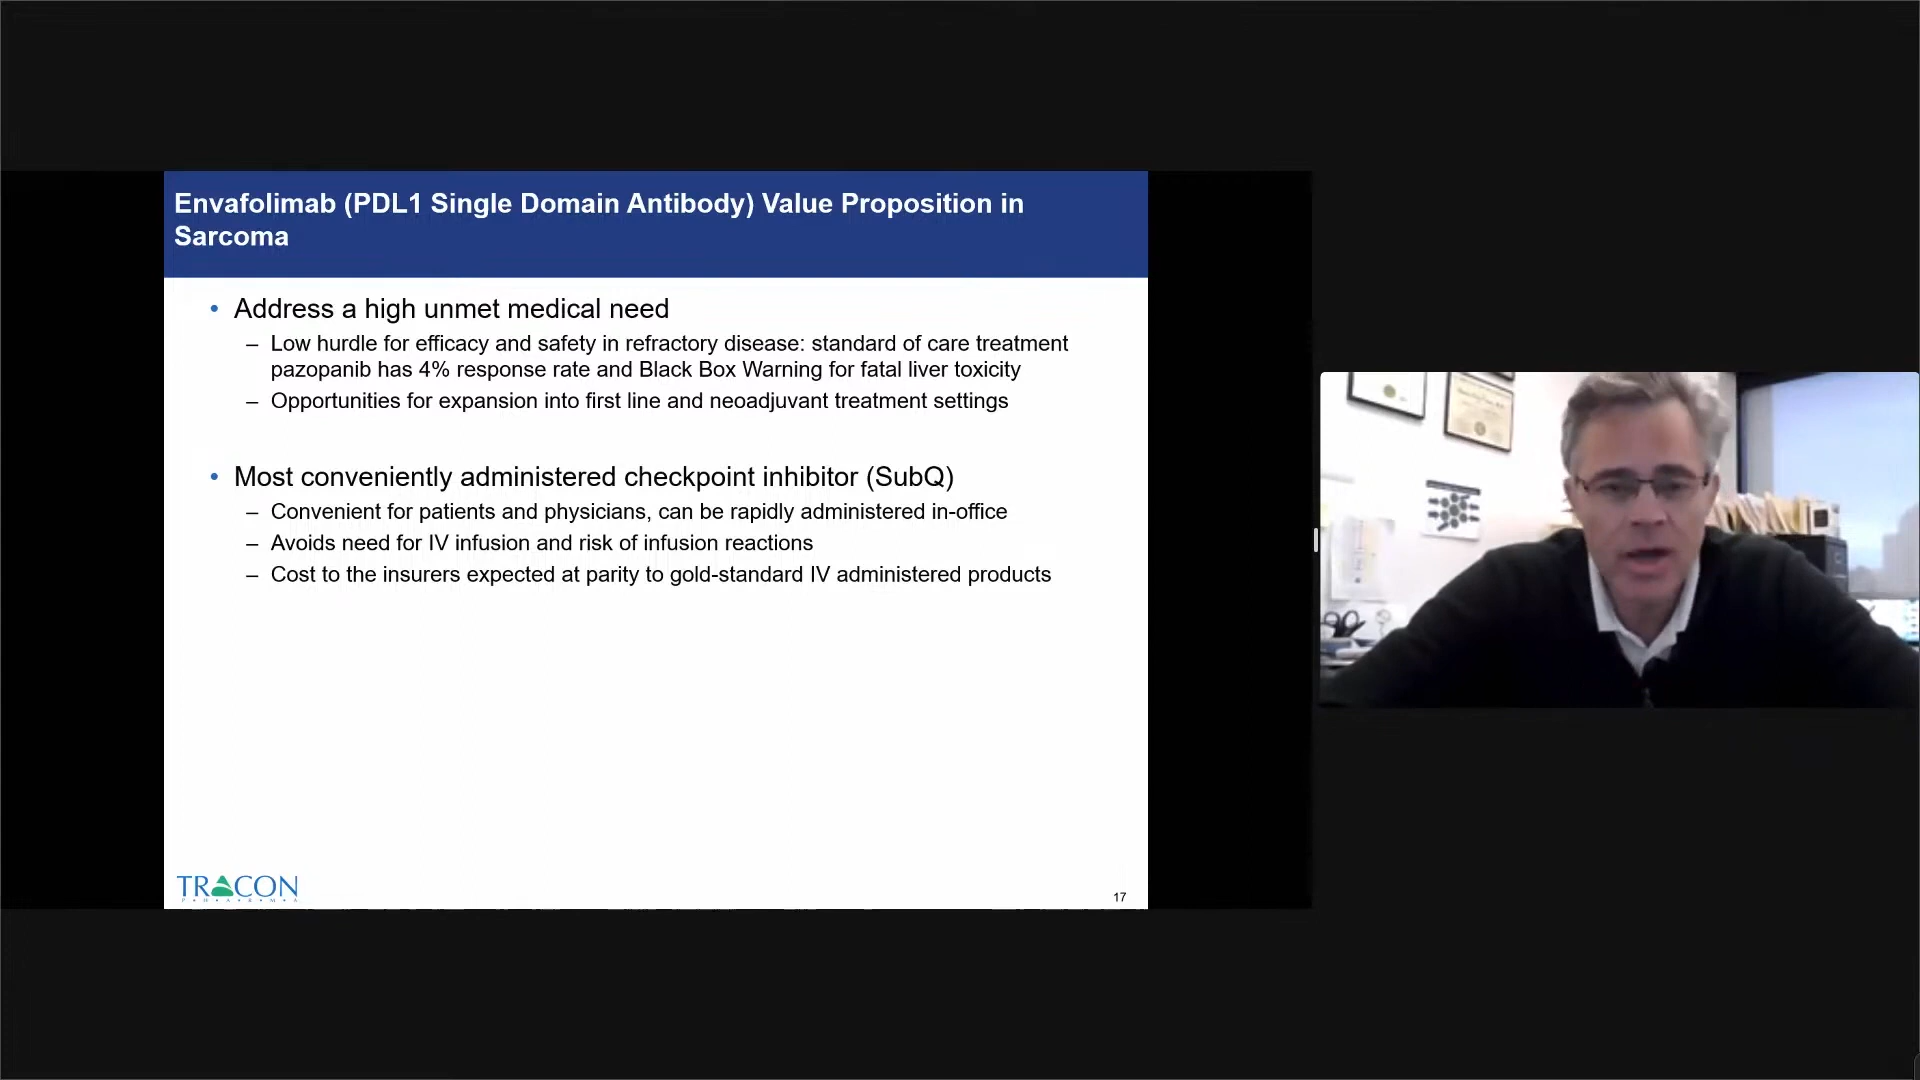 Envafolimab (PDL1 Single Domain Antibody) Value Proposition in
Sarcoma
• Address a high unmet medical need
– Low hurdle for efficacy and safety in refractory disease: standard of care treatment
pazopanib has 4% response rate and Black Box Warning for fatal liver toxicity
– Opportunities for expansion into first line and neoadjuvant treatment settings
• Most conveniently administered checkpoint inhibitor (SubQ)
– Convenient for patients and physicians, can be rapidly administered in-office
– Avoids need for IV infusion and risk of infusion reactions
– Cost to the insurers expected at parity to gold-standard IV administered products
TRACON
PHARMA
17